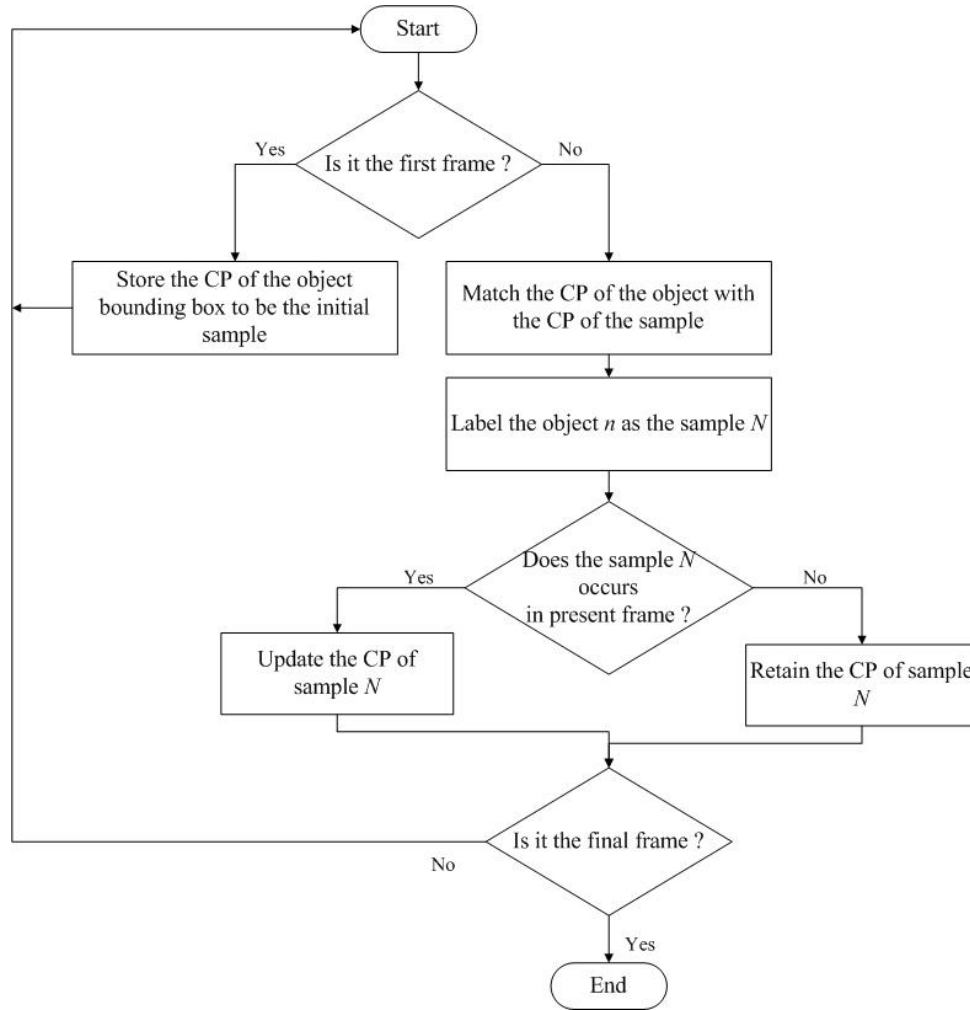 Start
Is it the first frame ?
Yes
No
Store the CP of the object
bounding box to be the initial
sample
Match the CP of the object with
the CP of the sample
Label the object n as the sample N
Does the sample N
occurs
in present frame ?
Yes
No
Update the CP of
sample N
Retain the CP of sample
N
Is it the final frame ?
No
Yes
End